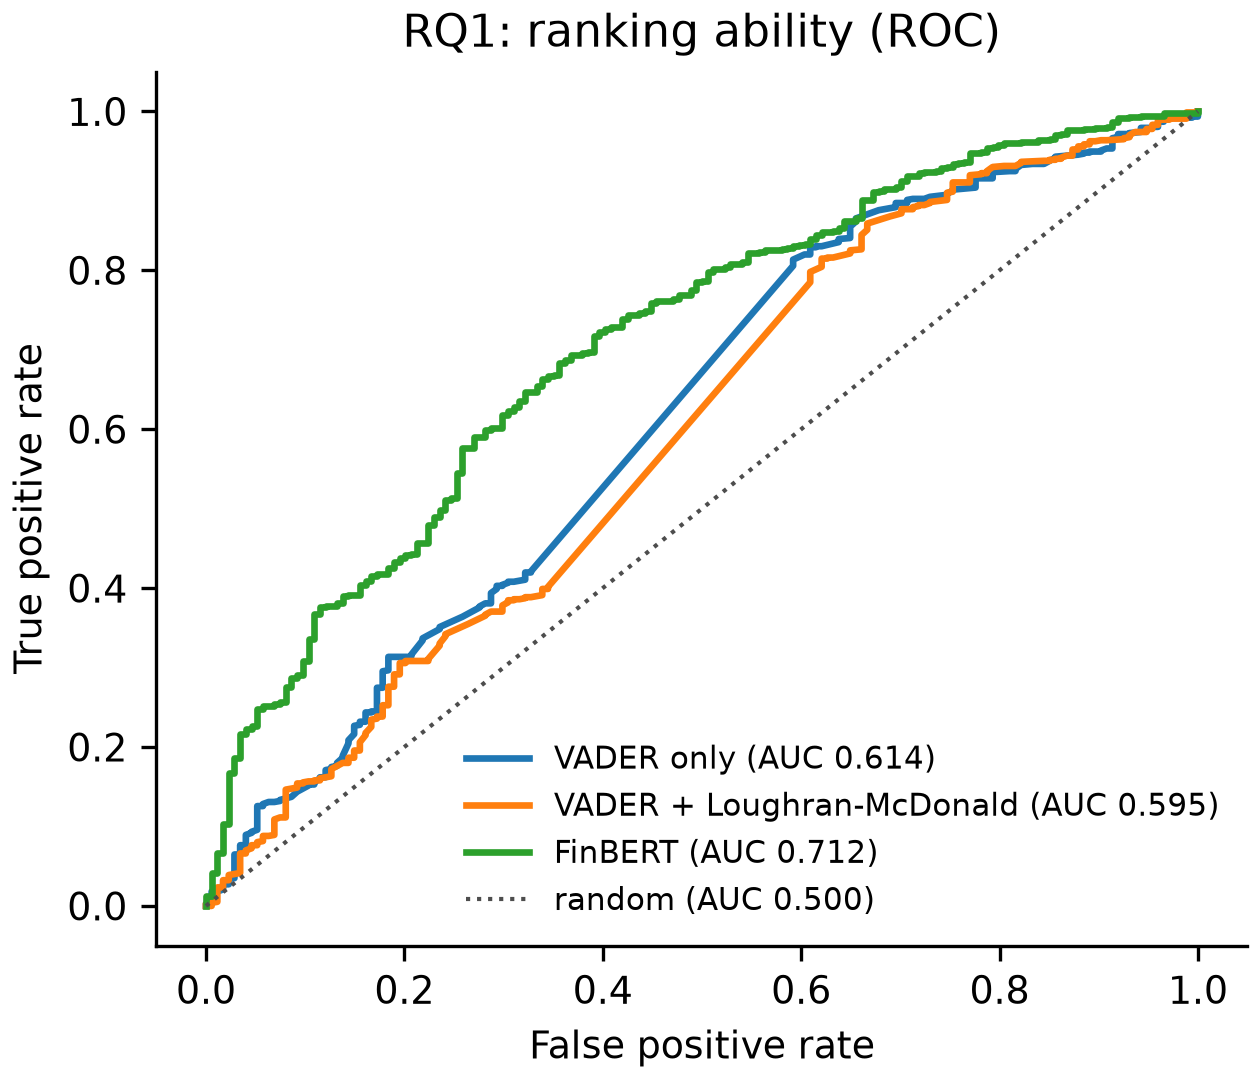 RQ1: ranking ability (ROC)
True positive rate
1.0
0.8
0.6
0.4
0.2
0.0
VADER only (AUC 0.614)
VADER + Loughran-McDonald (AUC 0.595)
FinBERT (AUC 0.712)
random (AUC 0.500)
0.0 0.2 0.4 0.6 0.8 1.0
False positive rate